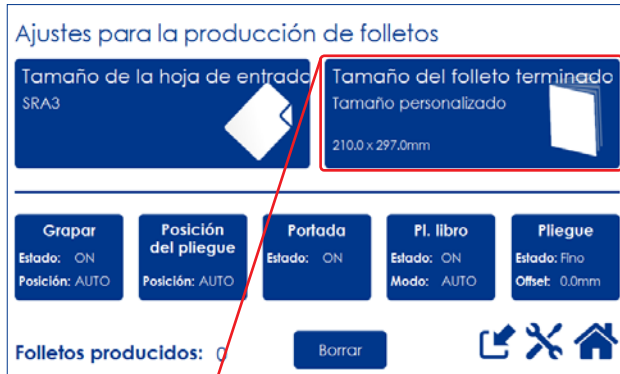 Ajustes para la producción de folletos
Tamaño de la hoja de entrada
SRA3
Tamaño del folleto terminado
Tamaño personalizado
210.0 x 297.0mm
Grapar
Estado: ON
Posición: AUTO
Posición
del pliegue
Posición: AUTO
Portada
Estado: ON
Pl. libro
Estado: ON
Modo: AUTO
Pliegue
Estado: Fino
Offset: 0.0mm
Folletos producidos: 0
Borrar